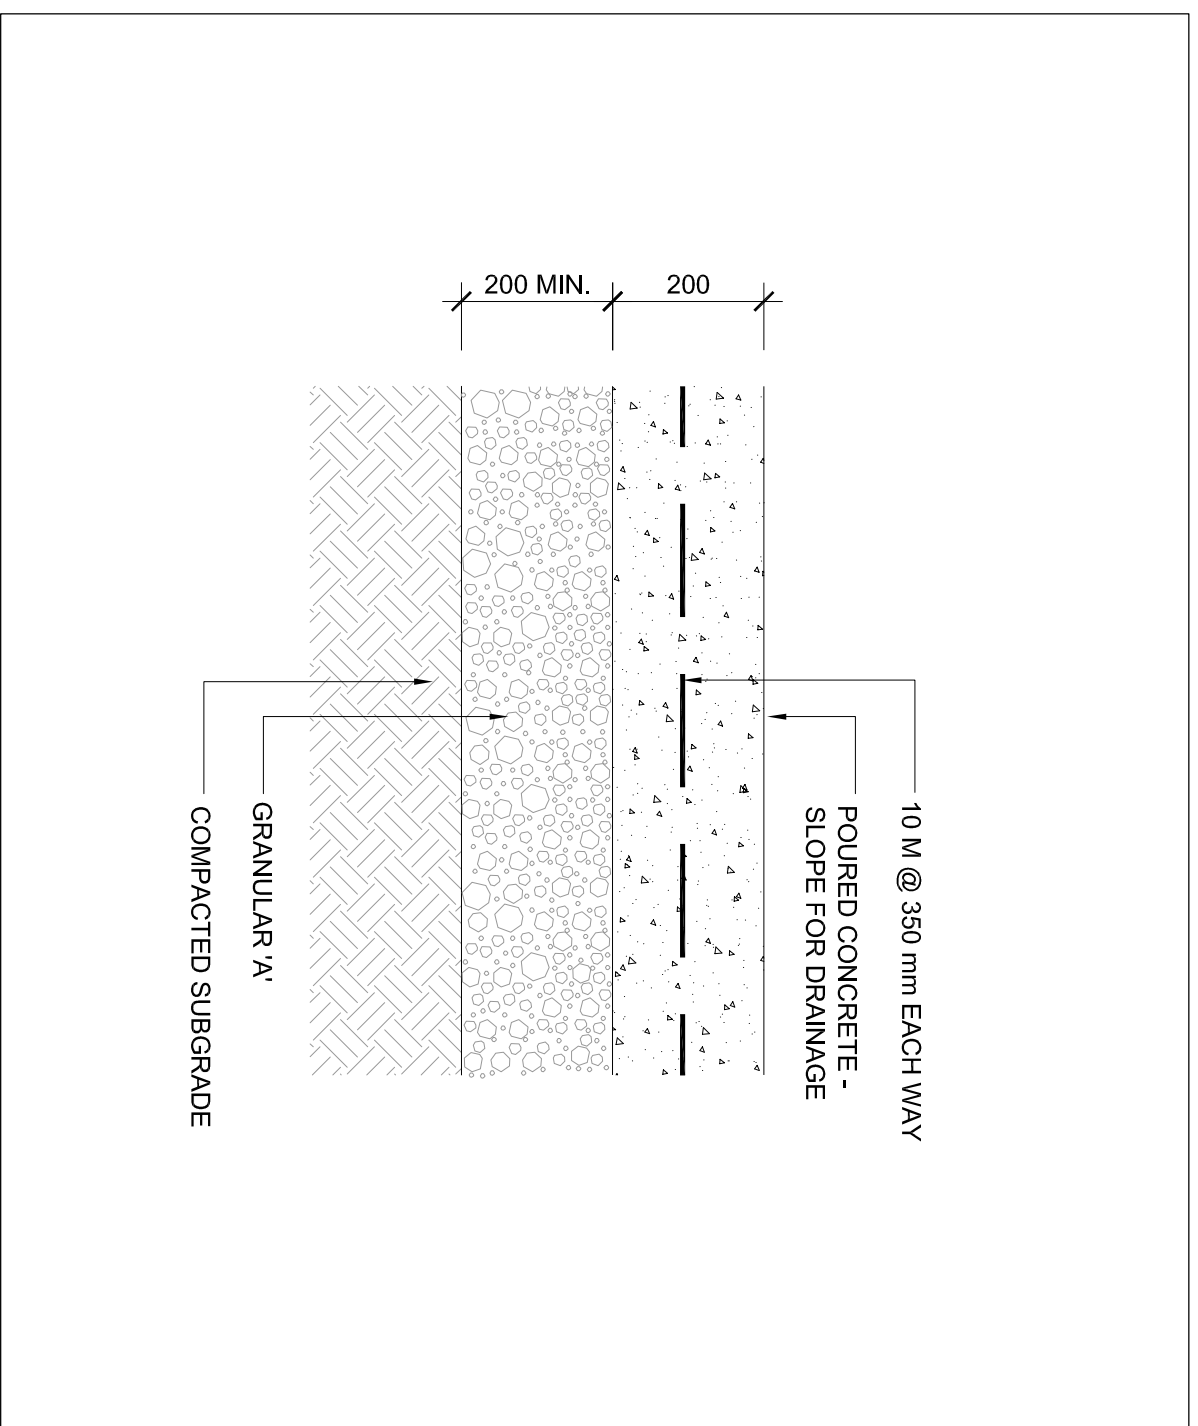 200 MIN.
200
10 M @ 350 mm EACH WAY
POURED CONCRETE -
SLOPE FOR DRAINAGE
GRANULAR 'A'
COMPACTED SUBGRADE